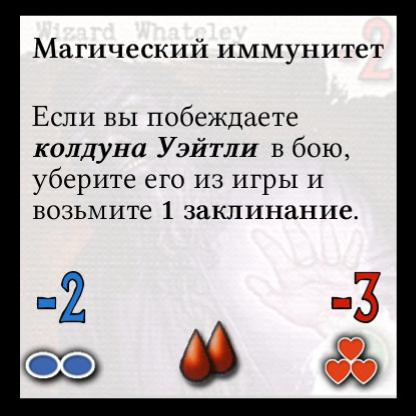 Wizard Whateley
-2
Магический иммунитет
Если вы побеждаете
колдуна Уэйтли в бою,
уберите его из игры и
возьмите 1 заклинание.
-2 -3